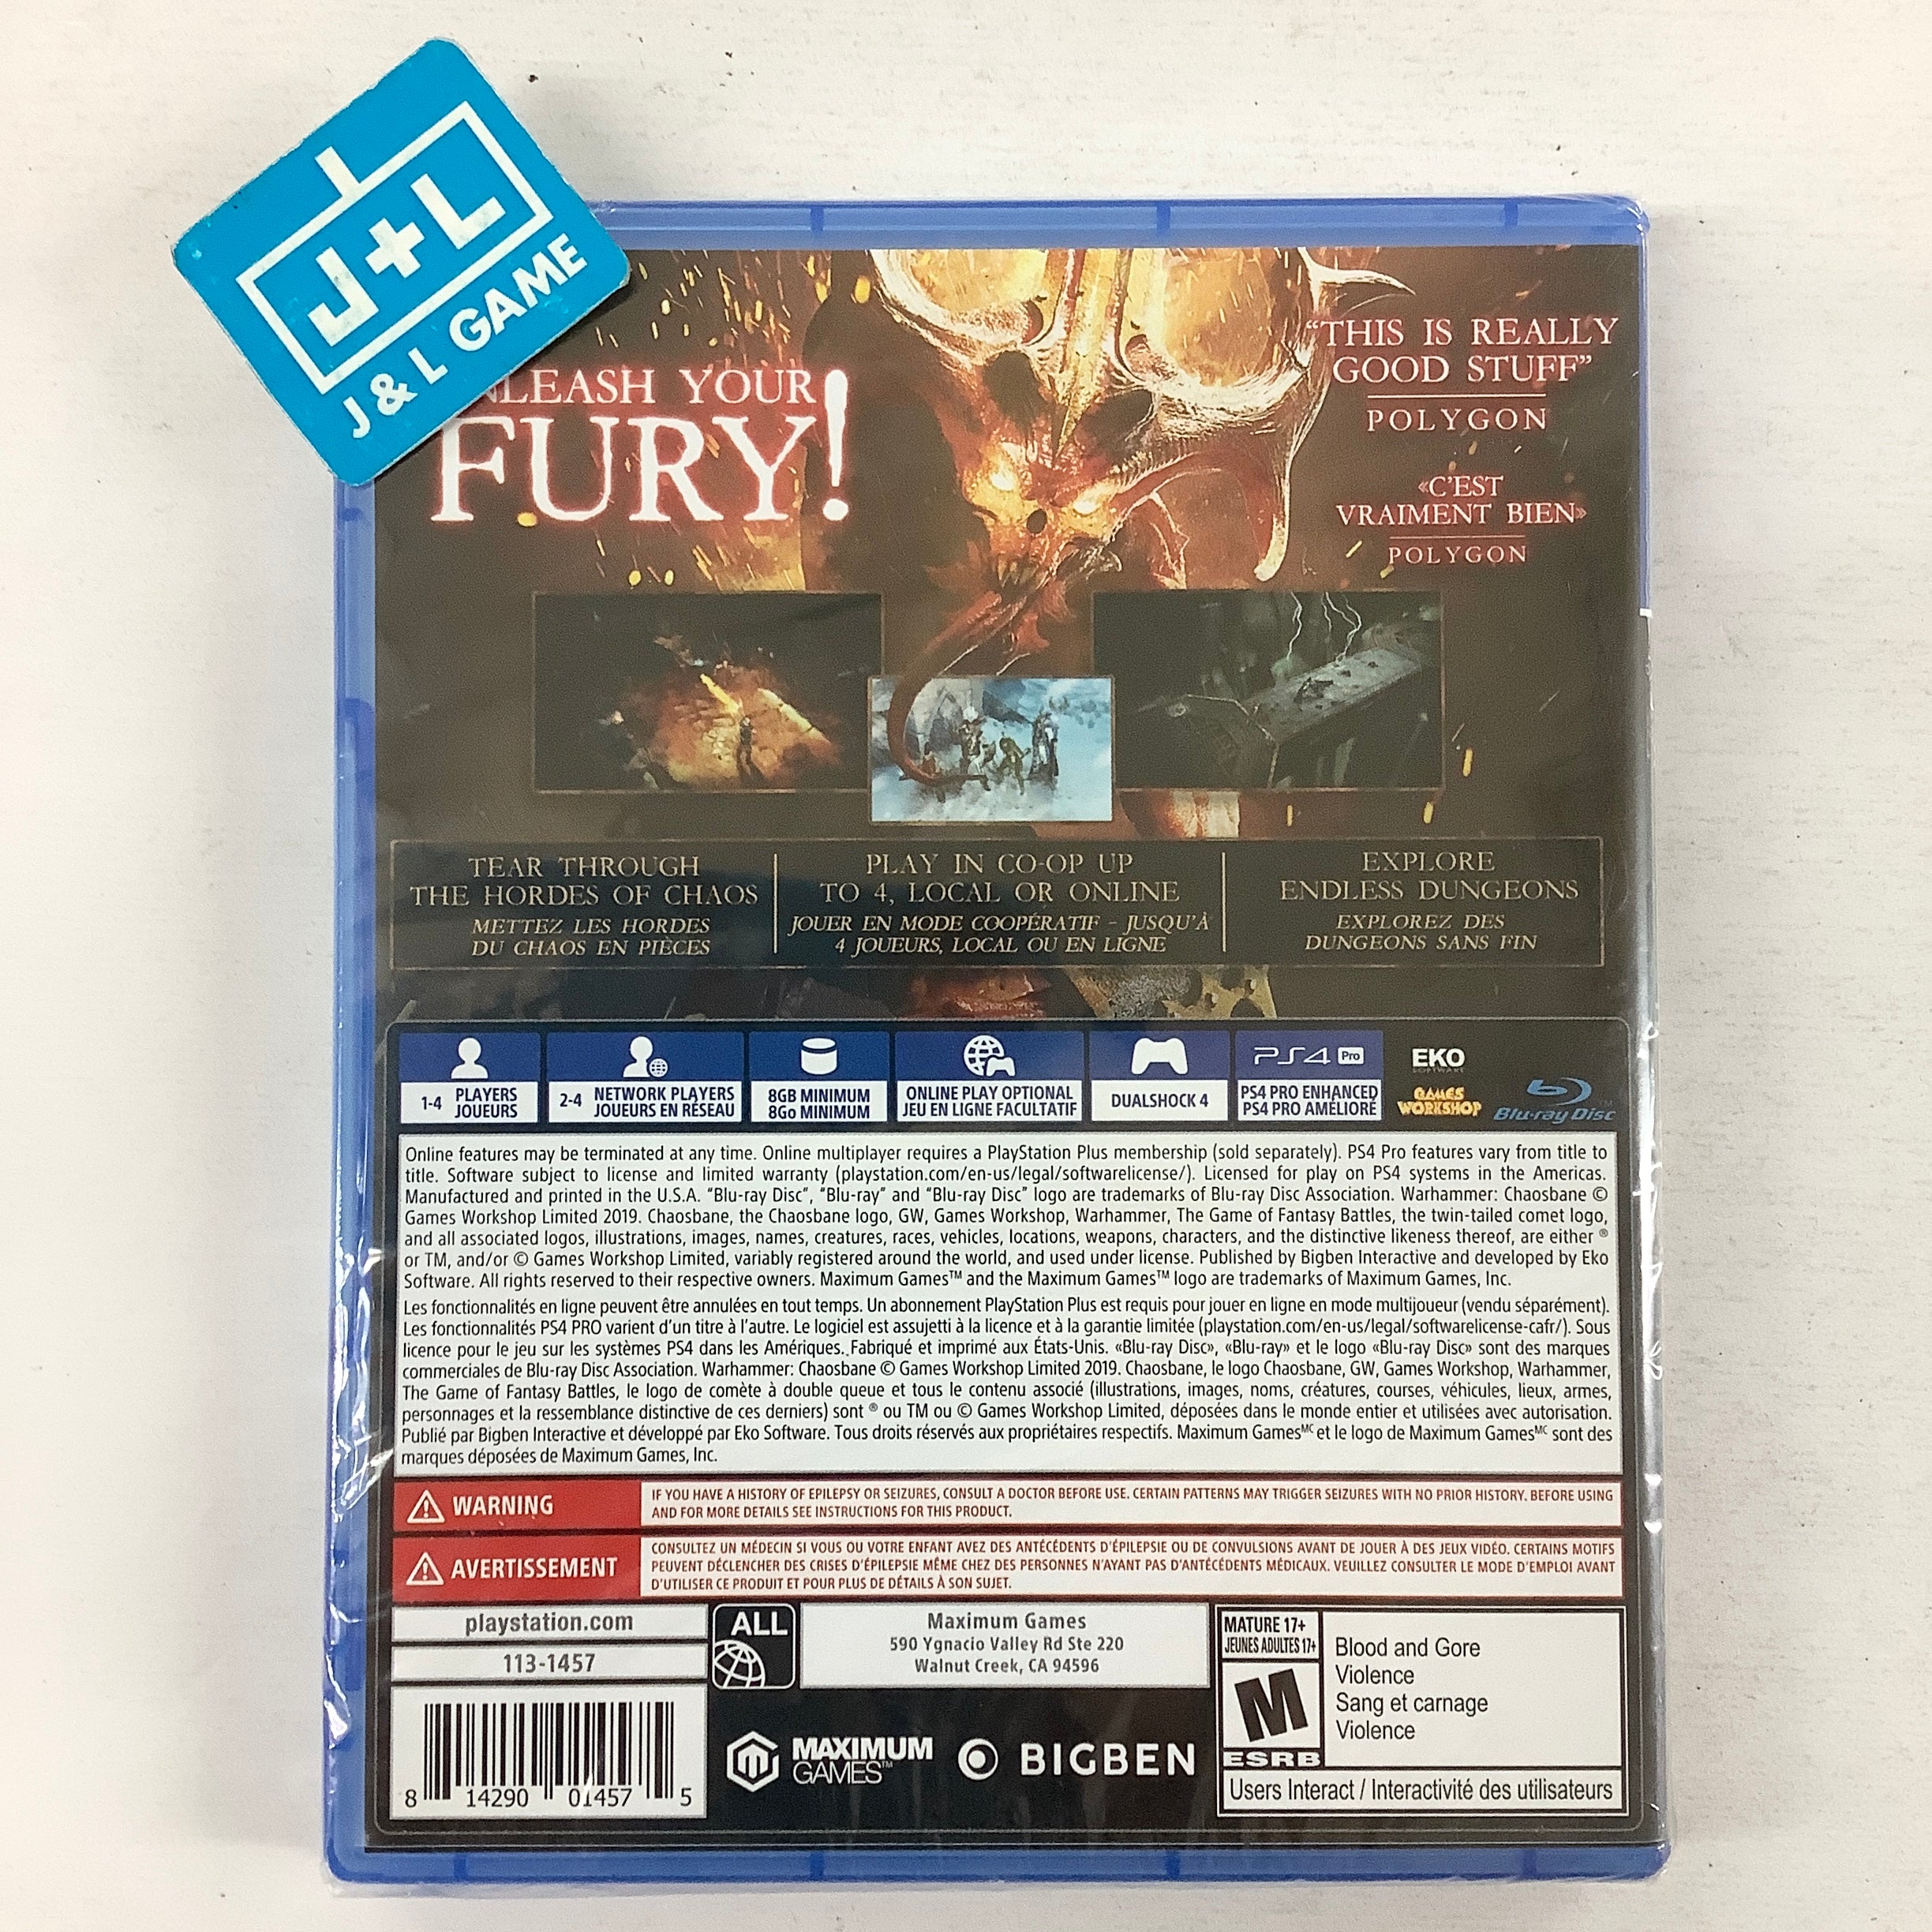 J+L
J & L GAME
UNLEASH YOUR
FURY!
“THIS IS REALLY
GOOD STUFF”
POLYGON
«C'EST
VRAIMENT BIEN»
POLYGON
TEAR THROUGH
THE HORDES OF CHAOS
METTEZ LES HORDES
DU CHAOS EN PIÈCES
PLAY IN CO-OP UP
TO 4, LOCAL OR ONLINE
JOUER EN MODE COOPÉRATIF - JUSQU'À
4 JOUEURS, LOCAL OU EN LIGNE
EXPLORE
ENDLESS DUNGEONS
EXPLOREZ DES
DUNGEONS SANS FIN
1-4 PLAYERS
JOUEURS
2-4 NETWORK PLAYERS
JOUEURS EN RÉSEAU
8GB MINIMUM
8Go MINIMUM
ONLINE PLAY OPTIONAL
JEU EN LIGNE FACULTATIF
DUALSHOCK 4
PS4 Pro
PS4 PRO ENHANCED
PS4 PRO AMÉLIORÉ
EKO
SOFTWARE
GAMES
WORKSHOP
Blu-ray Disc™
Online features may be terminated at any time. Online multiplayer requires a PlayStation Plus membership (sold separately). PS4 Pro features vary from title to
title. Software subject to license and limited warranty (playstation.com/en-us/legal/softwarelicense/). Licensed for play on PS4 systems in the Americas.
Manufactured and printed in the U.S.A. “Blu-ray Disc”, “Blu-ray” and “Blu-ray Disc” logo are trademarks of Blu-ray Disc Association. Warhammer: Chaosbane ©
Games Workshop Limited 2019. Chaosbane, the Chaosbane logo, GW, Games Workshop, Warhammer, The Game of Fantasy Battles, the twin-tailed comet logo,
and all associated logos, illustrations, images, names, creatures, races, vehicles, locations, weapons, characters, and the distinctive likeness thereof, are either ®
or TM, and/or © Games Workshop Limited, variably registered around the world, and used under license. Published by Bigben Interactive and developed by Eko
Software. All rights reserved to their respective owners. Maximum Games™ and the Maximum Games™ logo are trademarks of Maximum Games, Inc.
Les fonctionnalités en ligne peuvent être annulées en tout temps. Un abonnement PlayStation Plus est requis pour jouer en ligne en mode multijoueur (vendu séparément).
Les fonctionnalités PS4 PRO varient d'un titre à l'autre. Le logiciel est assujetti à la licence et à la garantie limitée (playstation.com/en-us/legal/softwarelicense-cafr/). Sous
licence pour le jeu sur les systèmes PS4 dans les Amériques. Fabriqué et imprimé aux États-Unis. «Blu-ray Disc», «Blu-ray» et le logo «Blu-ray Disc» sont des marques
commerciales de Blu-ray Disc Association. Warhammer: Chaosbane © Games Workshop Limited 2019. Chaosbane, le logo Chaosbane, GW, Games Workshop, Warhammer,
The Game of Fantasy Battles, le logo de comète à double queue et tous le contenu associé (illustrations, images, noms, créatures, courses, véhicules, lieux, armes,
personnages et la ressemblance distinctive de ces derniers) sont ® ou TM ou © Games Workshop Limited, déposées dans le monde entier et utilisées avec autorisation.
Publié par Bigben Interactive et développé par Eko Software. Tous droits réservés aux propriétaires respectifs. Maximum Gamesᴹᶜ et le logo de Maximum Gamesᴹᶜ sont des
marques déposées de Maximum Games, Inc.
WARNING
IF YOU HAVE A HISTORY OF EPILEPSY OR SEIZURES, CONSULT A DOCTOR BEFORE USE. CERTAIN PATTERNS MAY TRIGGER SEIZURES WITH NO PRIOR HISTORY. BEFORE USING
AND FOR MORE DETAILS SEE INSTRUCTIONS FOR THIS PRODUCT.
AVERTISSEMENT
CONSULTEZ UN MÉDECIN SI VOUS OU VOTRE ENFANT AVEZ DES ANTÉCÉDENTS D'ÉPILEPSIE OU DE CONVULSIONS AVANT DE JOUER À DES JEUX VIDÉO. CERTAINS MOTIFS
PEUVENT DÉCLENCHER DES CRISES D'ÉPILEPSIE MÊME CHEZ DES PERSONNES N'AYANT PAS D'ANTÉCÉDENTS MÉDICAUX. VEUILLEZ CONSULTER LE MODE D'EMPLOI AVANT
D'UTILISER CE PRODUIT ET POUR PLUS DE DÉTAILS À SON SUJET.
playstation.com
113-1457
ALL
Maximum Games
590 Ygnacio Valley Rd Ste 220
Walnut Creek, CA 94596
MATURE 17+
JEUNES ADULTES 17+
M
ESRB
Blood and Gore
Violence
Sang et carnage
Violence
Users Interact / Interactivité des utilisateurs
8 14290 01457 5
MAXIMUM
GAMES™
BIGBEN